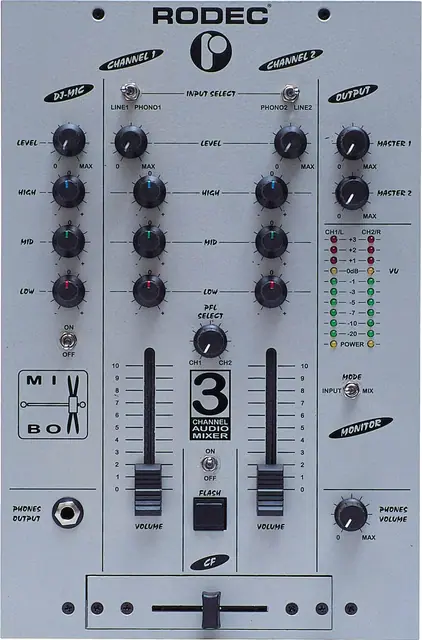 RODEC
r
CHANNEL 1
CHANNEL 2
DJ-MIC
OUTPUT
INPUT SELECT
LINE1 PHONO1
PHONO2 LINE2
LEVEL
LEVEL
MASTER 1
0 MAX
0 MAX
0 MAX
0 MAX
HIGH
HIGH
MASTER 2
0 MAX
0
0
0
- +
- +
- +
MID
MID
CH1/L CH2/R
+3
+2
+1
0dB
VU
-1
-3
-5
-7
-10
-20
POWER
LOW
LOW
PFL
SELECT
CH1 CH2
ON
OFF
MODE
INPUT MIX
MONITOR
MI
BO
3
CHANNEL
AUDIO
MIXER
10
9
8
7
6
5
4
3
2
1
0
10
9
8
7
6
5
4
3
2
1
0
ON
OFF
FLASH
VOLUME
VOLUME
PHONES
OUTPUT
PHONES
VOLUME
0 MAX
CF